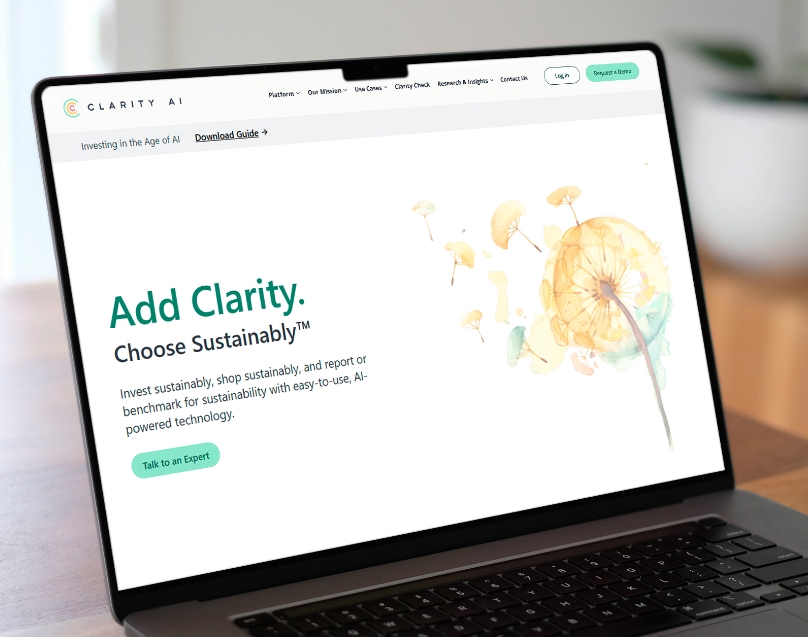 CLARITY AI
Platform Our Mission Use Cases Clarity Check Research & Insights Contact Us
Log in
Request a Demo
Investing in the Age of AI Download Guide →
Add Clarity.
Choose Sustainably™
Invest sustainably, shop sustainably, and report or
benchmark for sustainability with easy-to-use, AI-
powered technology.
Talk to an Expert